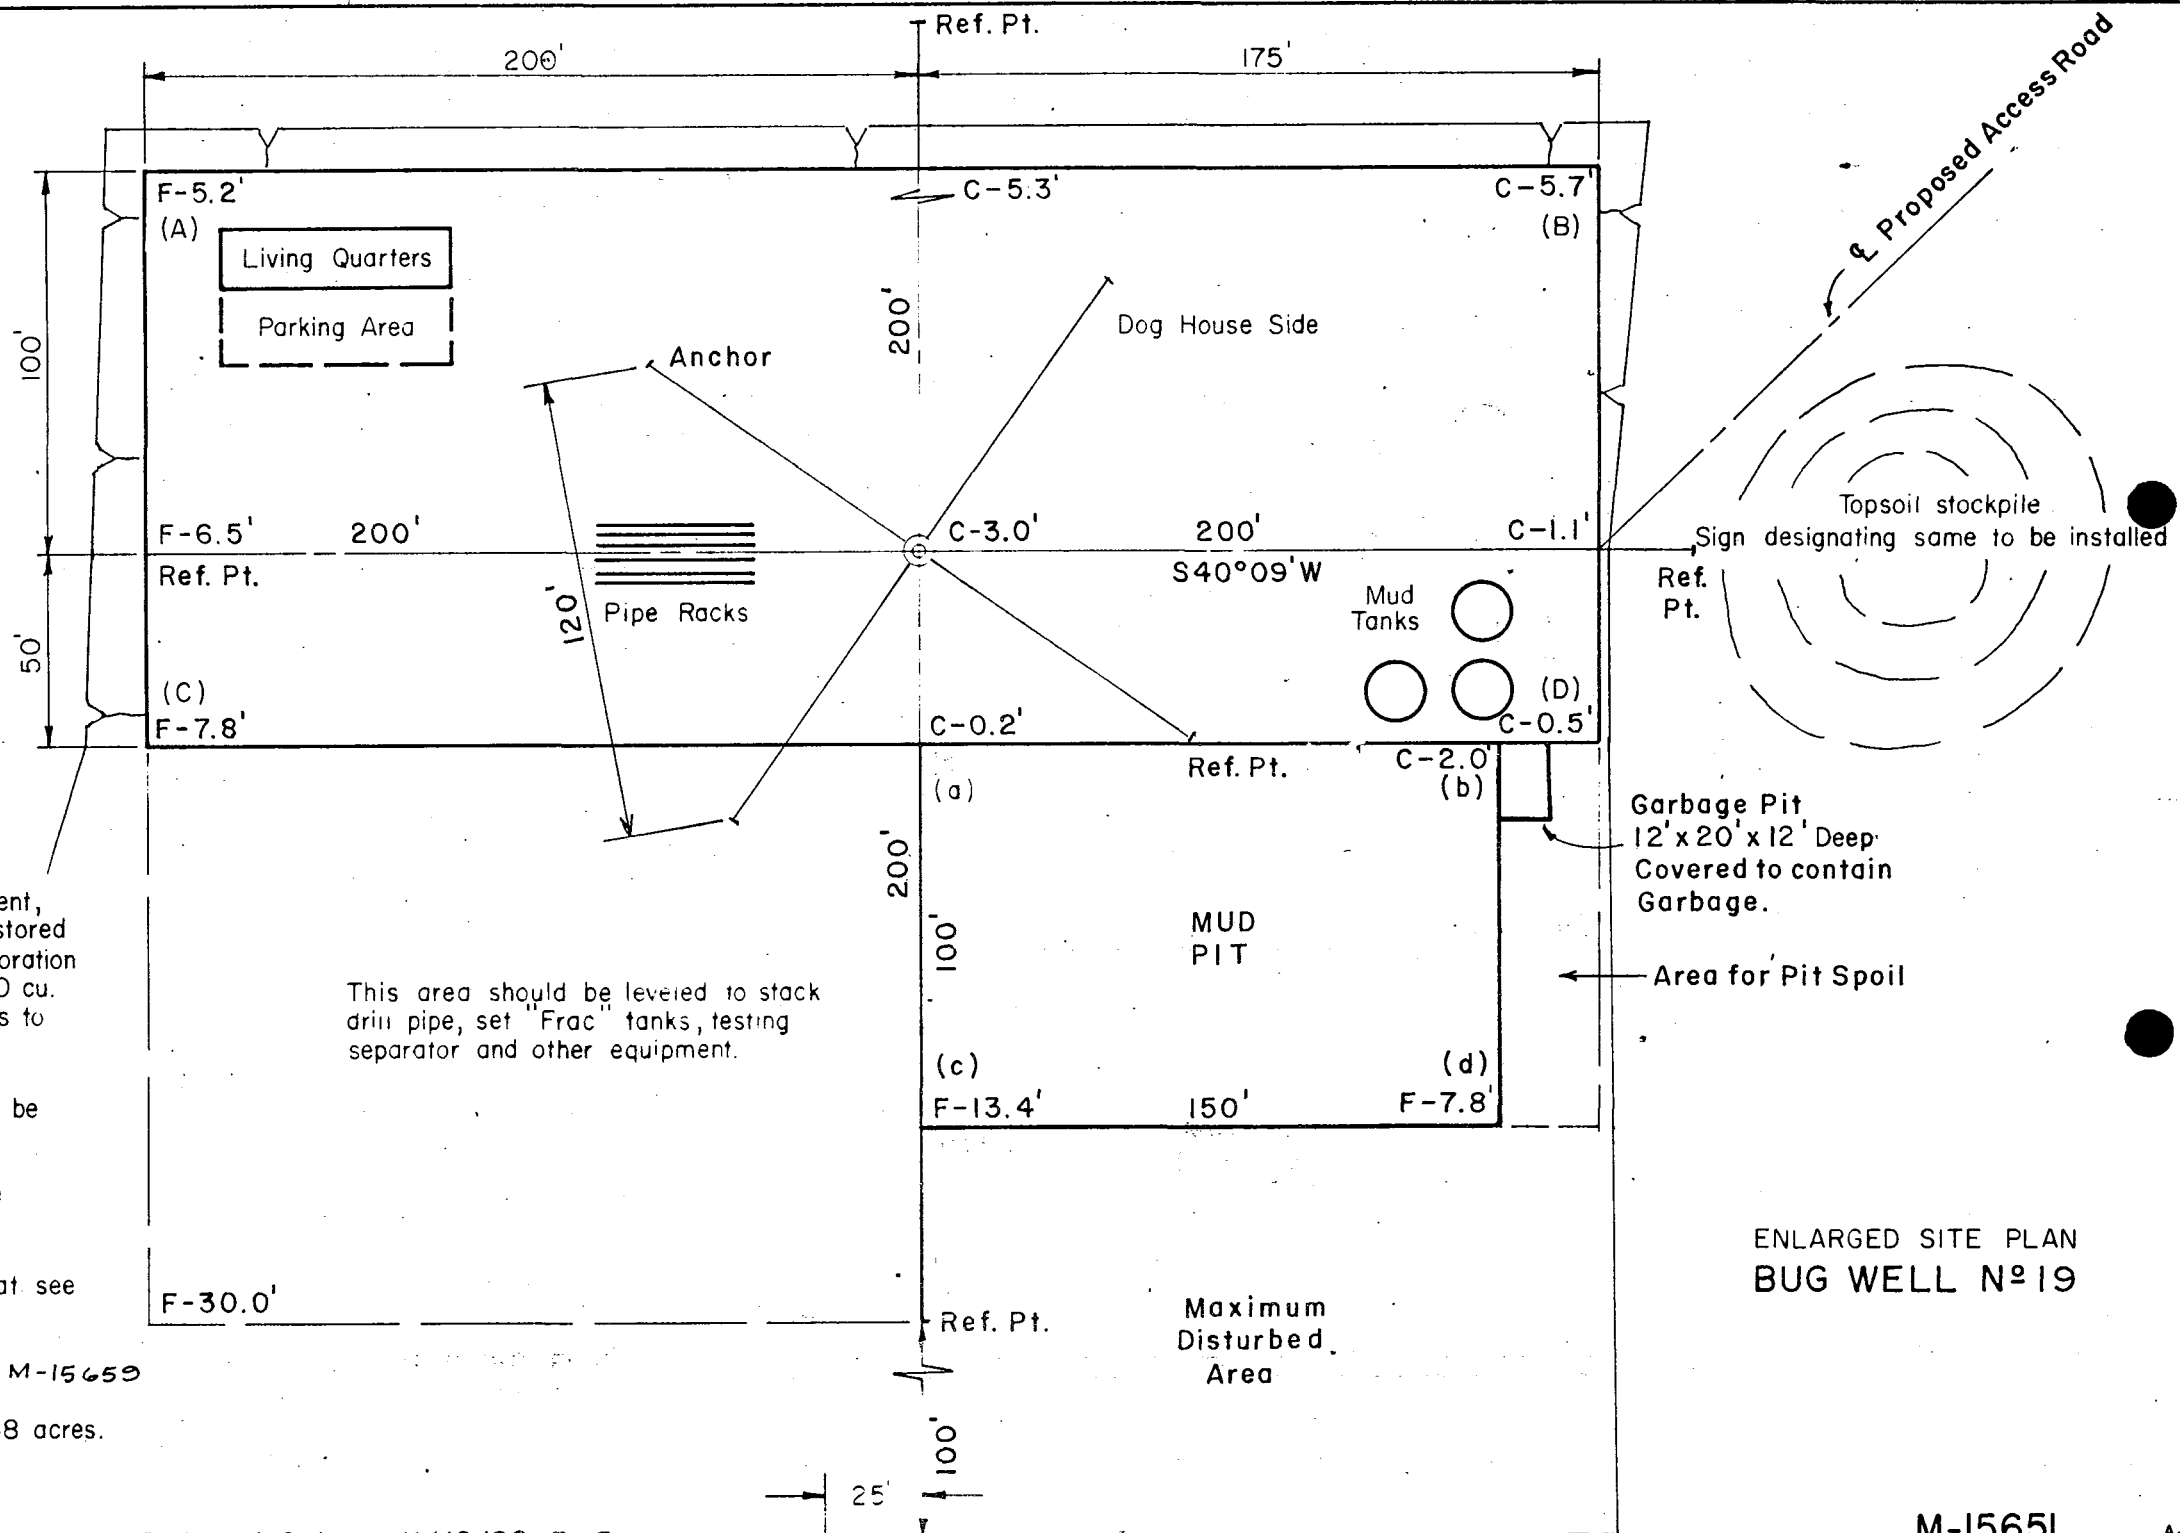 Ref. Pt.
200'
175'
℄ Proposed Access Road
F-5.2'
C-5.3'
C-5.7'
(A)
(B)
Living Quarters
Parking Area
200'
Dog House Side
Anchor
100'
F-6.5'
200'
C-3.0'
200'
C-1.1'
Topsoil stockpile
Sign designating same to be installed
Ref. Pt.
S40°09'W
Ref.
Pt.
120'
Pipe Racks
Mud
Tanks
50'
(C)
(D)
F-7.8'
C-0.2'
C-0.5'
Ref. Pt.
C-2.0'
(a)
(b)
Garbage Pit
12' x 20' x 12' Deep
Covered to contain
Garbage.
200'
100'
MUD
PIT
Area for Pit Spoil
ent,
stored
oration
0 cu.
s to
be
This area should be leveled to stack
drill pipe, set "Frac" tanks, testing
separator and other equipment.
(c)
(d)
F-13.4'
150'
F-7.8'
ENLARGED SITE PLAN
BUG WELL Nº 19
at see
F-30.0'
Ref. Pt.
Maximum
Disturbed
Area
M-15659
8 acres.
100'
25'
M-15651